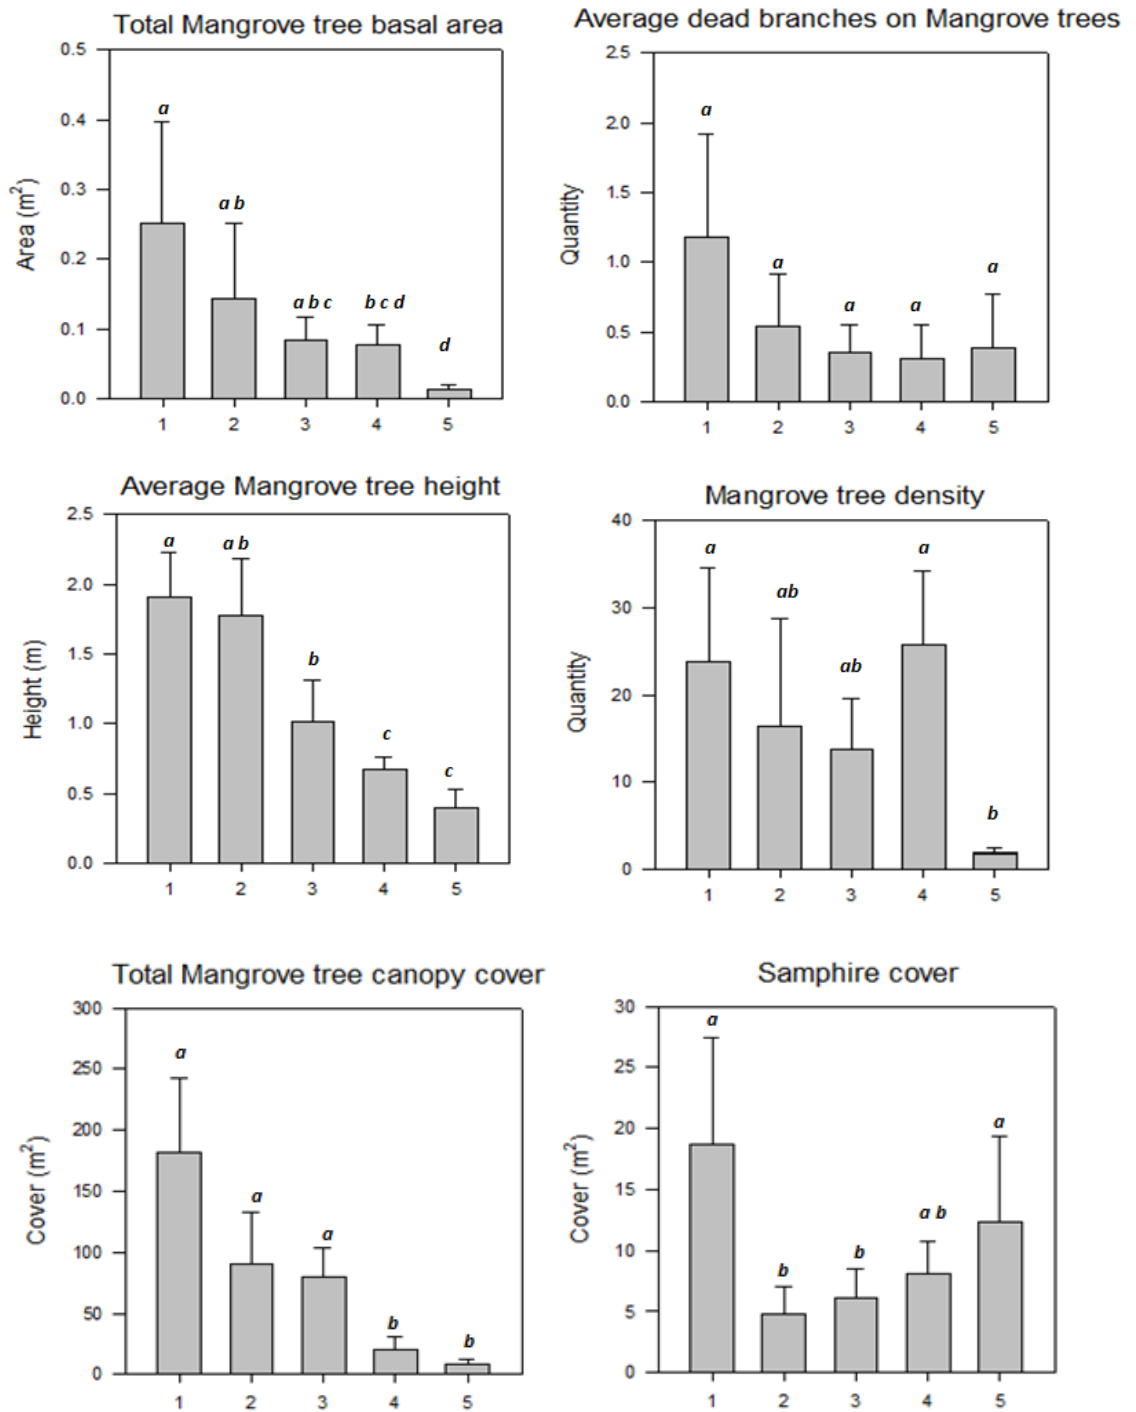 Total Mangrove tree basal area
Area (m²)
0.5
0.4
0.3
0.2
0.1
0.0
a
a b
a b c
b c d
d
1 2 3 4 5
Average dead branches on Mangrove trees
Quantity
2.5
2.0
1.5
1.0
0.5
0.0
a
a
a
a
a
1 2 3 4 5
Average Mangrove tree height
Height (m)
2.5
2.0
1.5
1.0
0.5
0.0
a
a b
b
c
c
1 2 3 4 5
Mangrove tree density
Quantity
40
30
20
10
0
a
ab
ab
a
b
1 2 3 4 5
Total Mangrove tree canopy cover
Cover (m²)
300
250
200
150
100
50
0
a
a
a
b
b
1 2 3 4 5
Samphire cover
Cover (m²)
30
25
20
15
10
5
0
a
b
b
a b
a
1 2 3 4 5